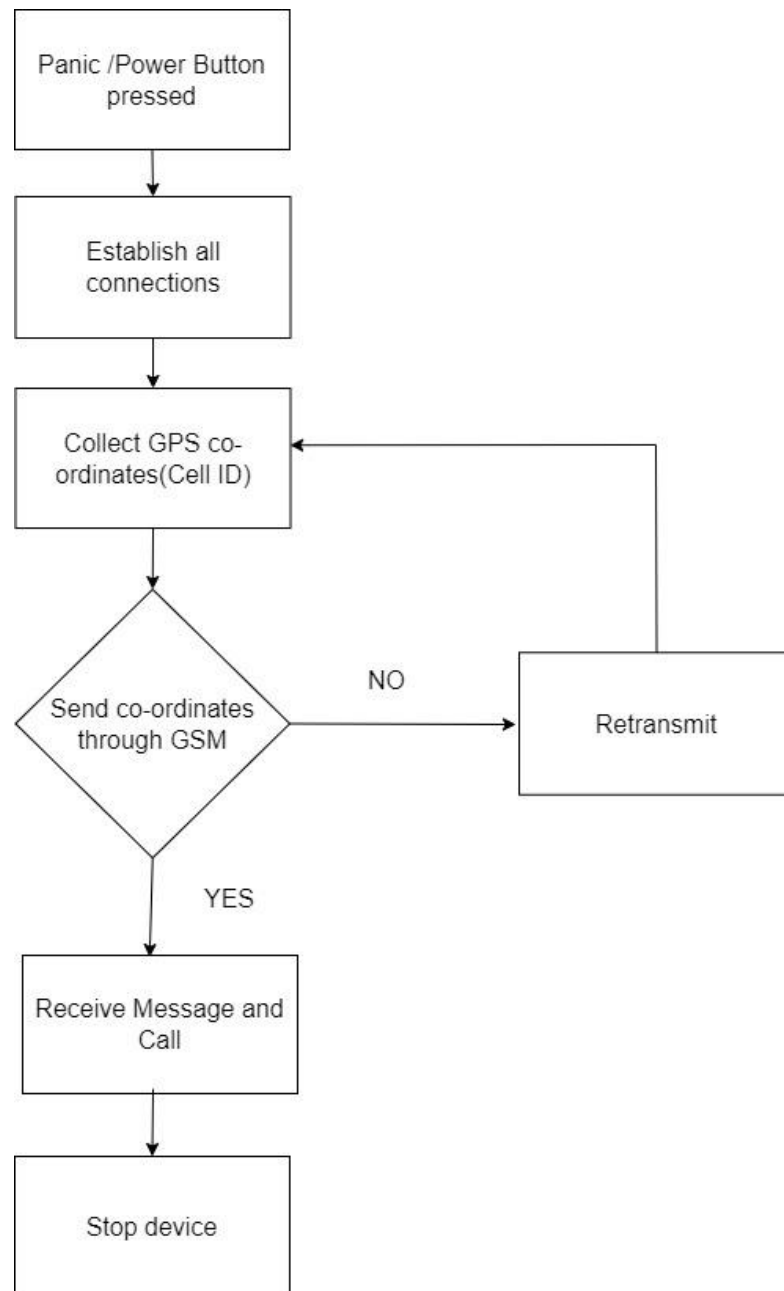 Panic /Power Button
pressed
Establish all
connections
Collect GPS co-
ordinates(Cell ID)
Send co-ordinates
through GSM
NO
Retransmit
YES
Receive Message and
Call
Stop device